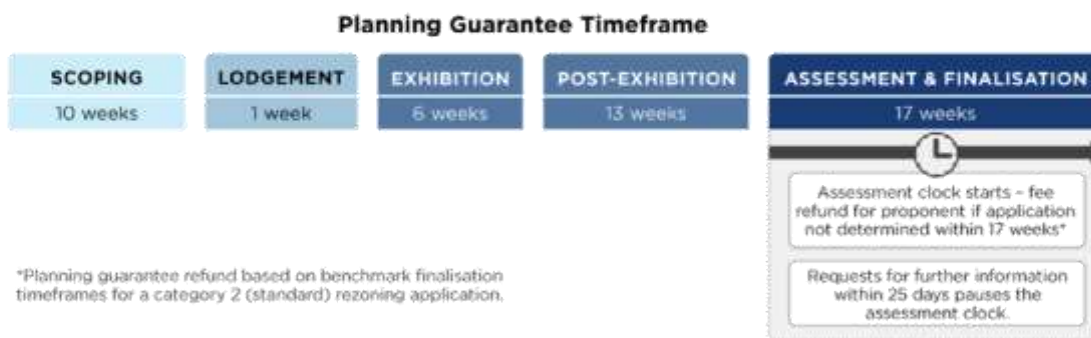 Planning Guarantee Timeframe
SCOPING
10 weeks
LODGEMENT
1 week
EXHIBITION
6 weeks
POST-EXHIBITION
13 weeks
ASSESSMENT & FINALISATION
17 weeks
Assessment clock starts – fee
refund for proponent if application
not determined within 17 weeks*
Requests for further information
within 25 days pauses the
assessment clock.
*Planning guarantee refund based on benchmark finalisation
timeframes for a category 2 (standard) rezoning application.